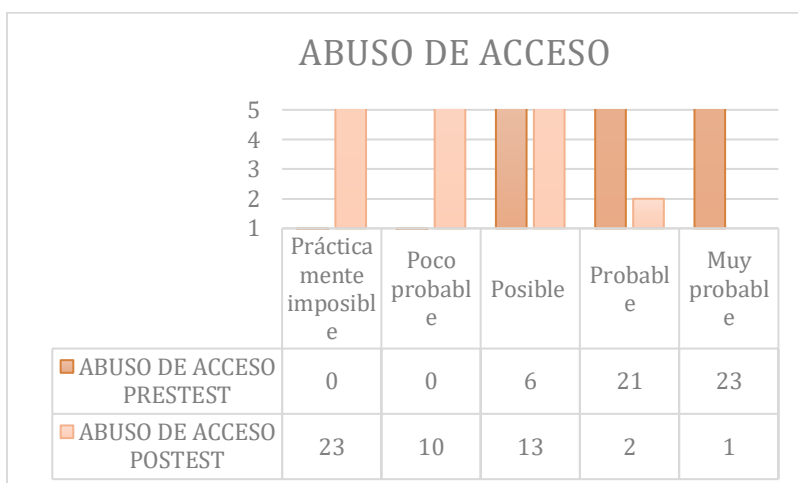 ABUSO DE ACCESO
5
4
3
2
1
Práctica
mente
imposibl
e
Poco
probabl
e
Posible
Probabl
e
Muy
probabl
e
ABUSO DE ACCESO
PRESTEST
0 0 6 21 23
ABUSO DE ACCESO
POSTEST
23 10 13 2 1